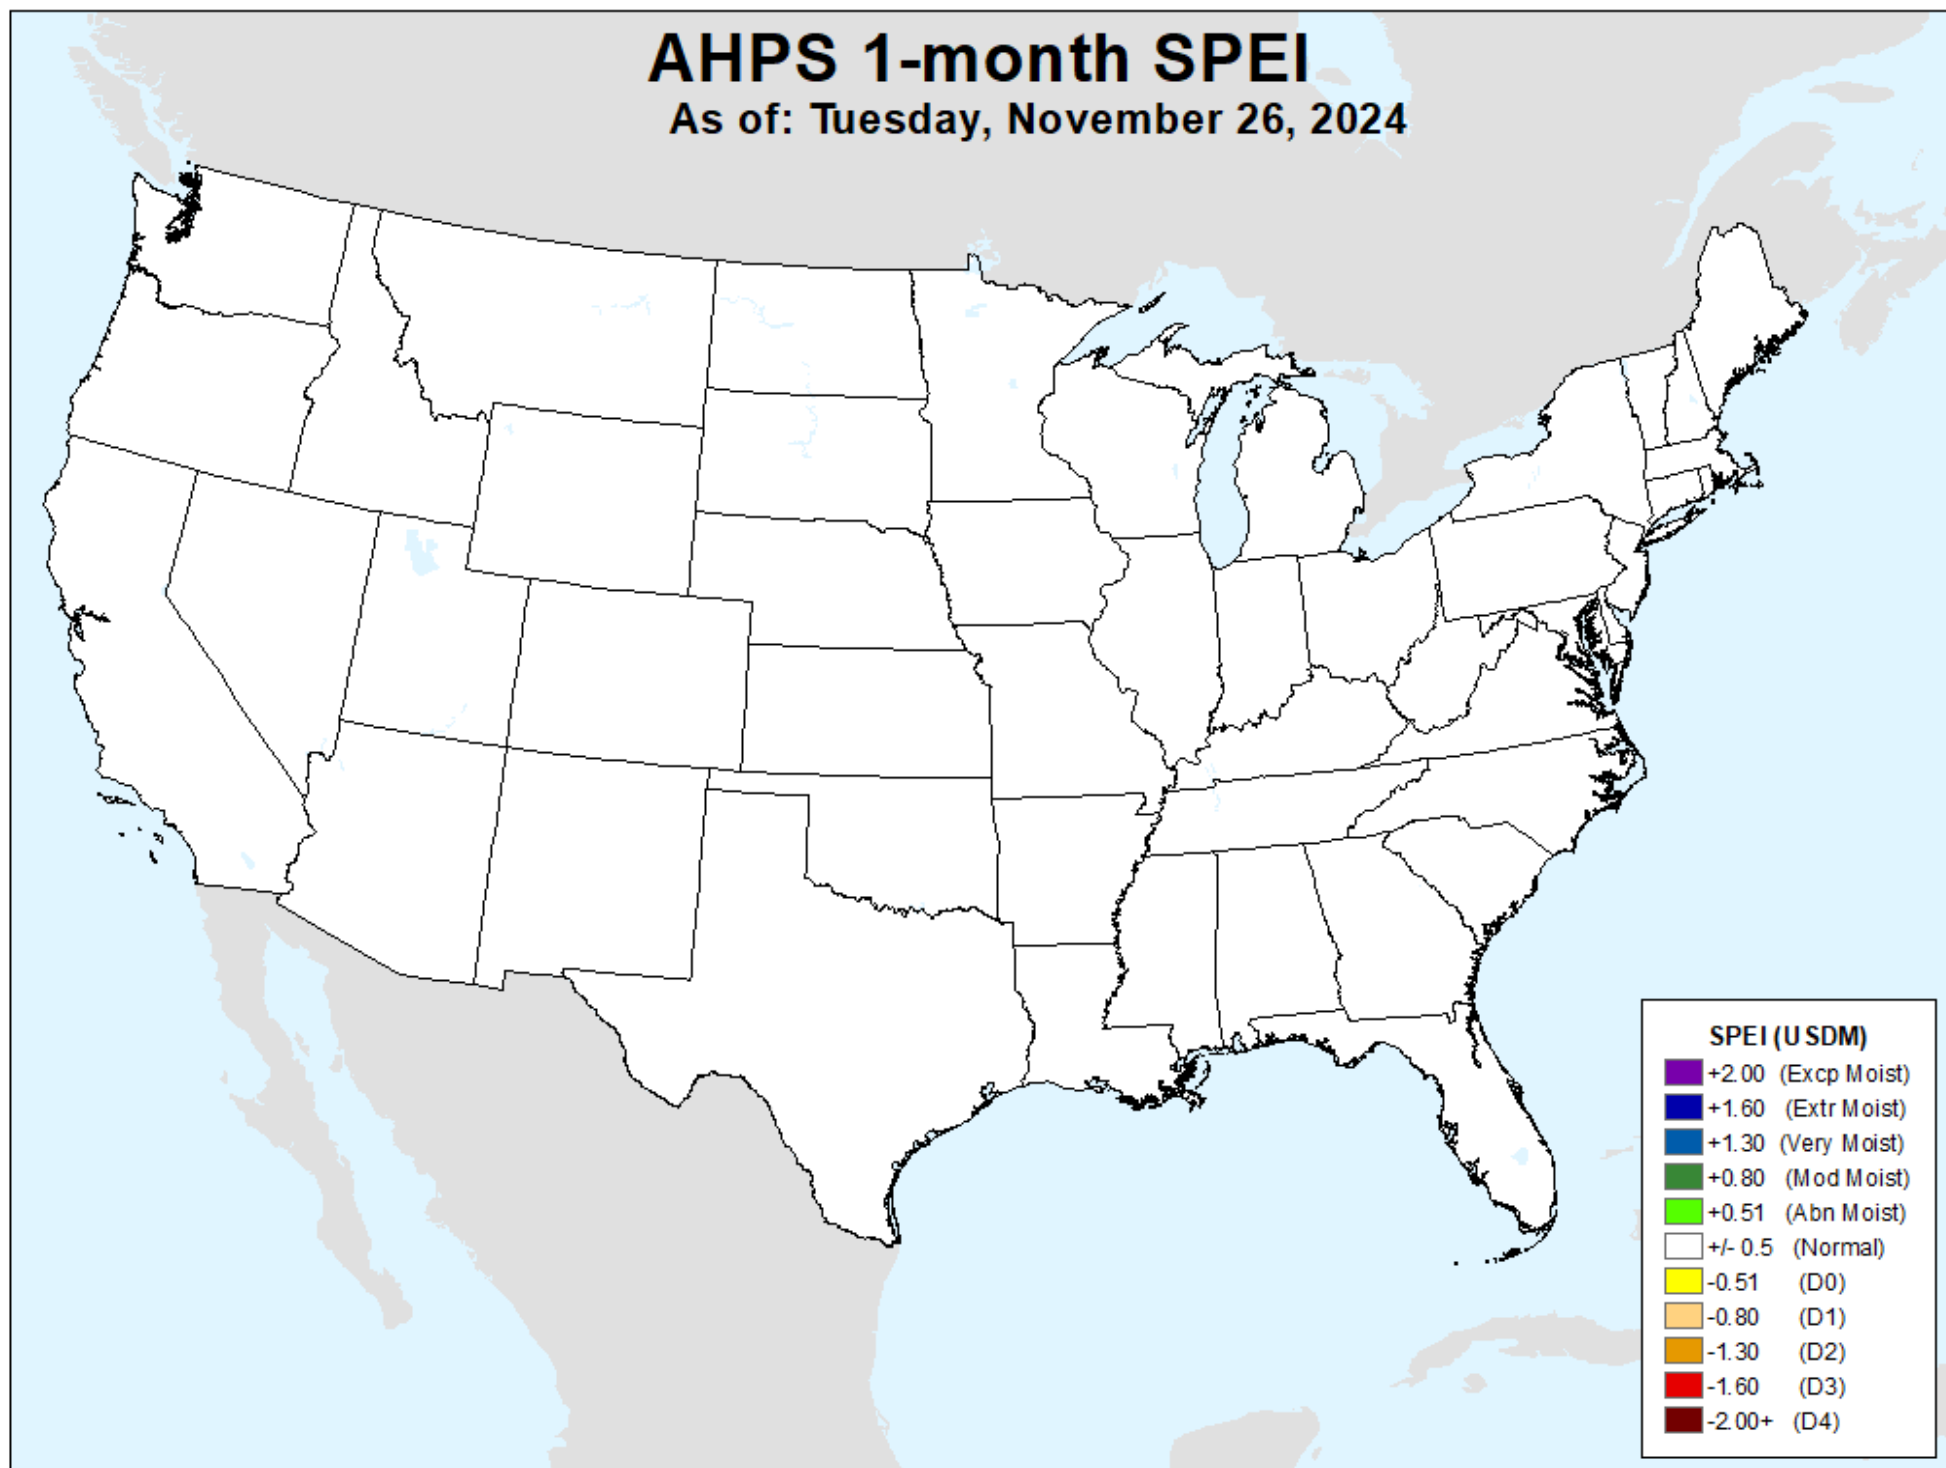 AHPS 1-month SPEI
As of: Tuesday, November 26, 2024
SPEI (USDM)
+2.00 (Excp Moist)
+1.60 (Extr Moist)
+1.30 (Very Moist)
+0.80 (Mod Moist)
+0.51 (Abn Moist)
+/- 0.5 (Normal)
-0.51 (D0)
-0.80 (D1)
-1.30 (D2)
-1.60 (D3)
-2.00+ (D4)